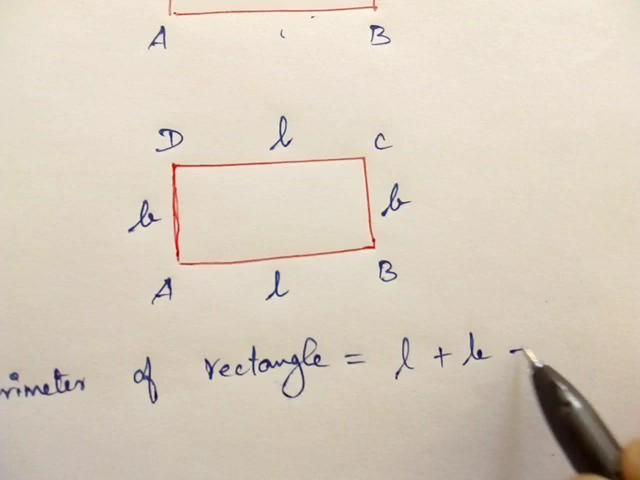 A B
D l C
b b
A l B
rimeter of rectangle = l + b -